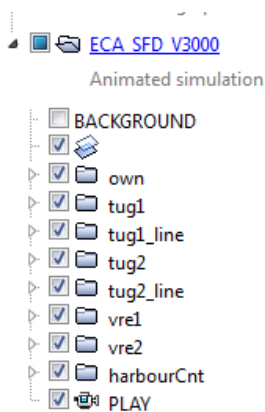 ECA_SFD_V3000
Animated simulation
BACKGROUND
own
tug1
tug1_line
tug2
tug2_line
vre1
vre2
harbourCnt
PLAY